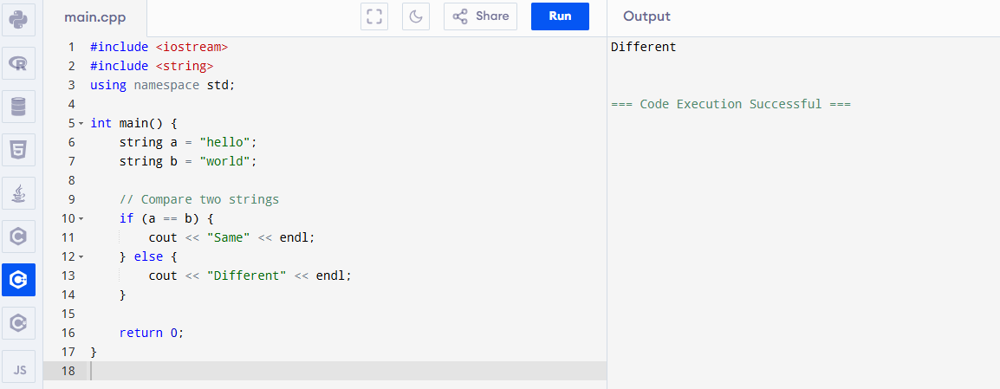 main.cpp
Share
Run
Output
1 #include <iostream>
2 #include <string>
3 using namespace std;
4
5 int main() {
6     string a = "hello";
7     string b = "world";
8
9     // Compare two strings
10     if (a == b) {
11         cout << "Same" << endl;
12     } else {
13         cout << "Different" << endl;
14     }
15
16     return 0;
17 }
18
Different
=== Code Execution Successful ===
R
5
C
C
C
JS